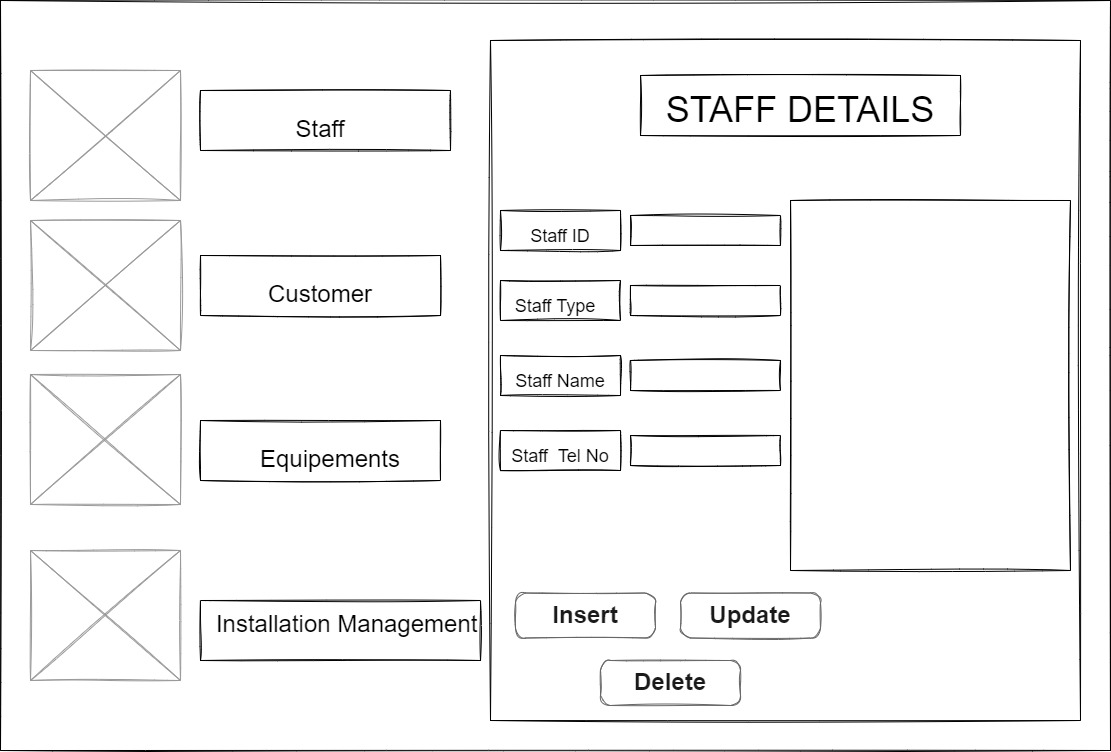 Staff
Customer
Equipements
Installation Management
STAFF DETAILS
Staff ID
Staff Type
Staff Name
Staff  Tel No
Insert
Update
Delete